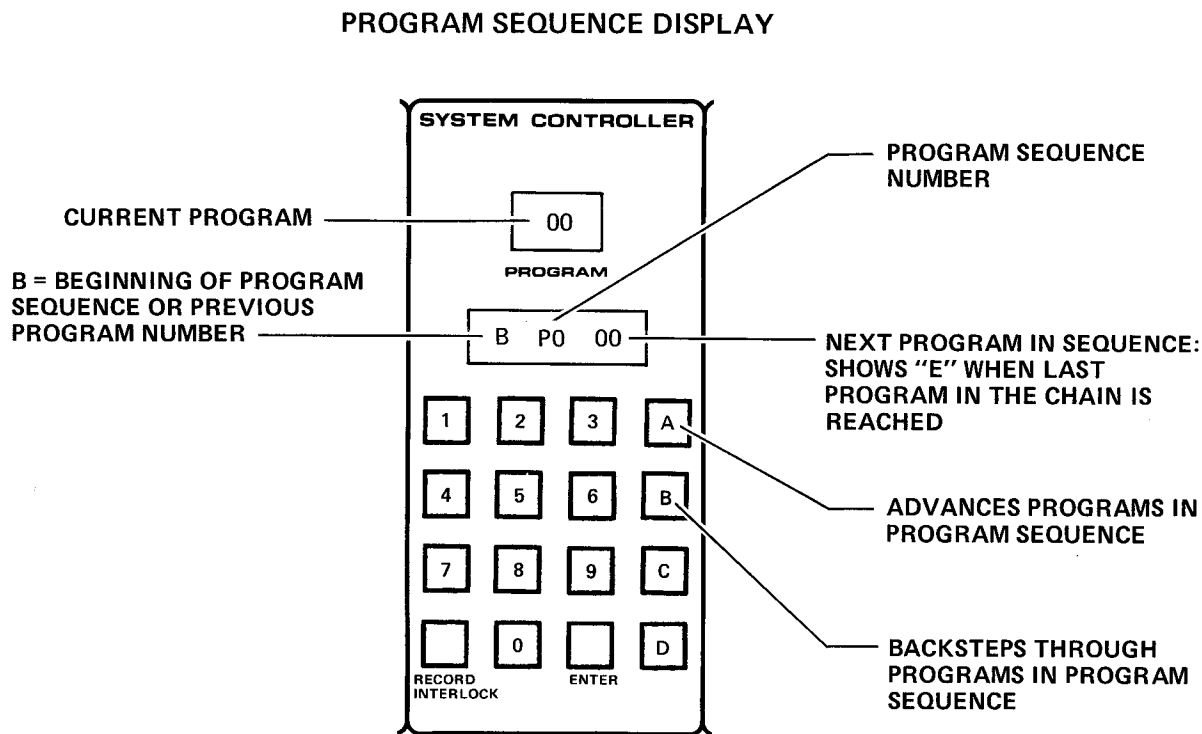 PROGRAM SEQUENCE DISPLAY
SYSTEM CONTROLLER
CURRENT PROGRAM
00
PROGRAM
PROGRAM SEQUENCE
NUMBER
B = BEGINNING OF PROGRAM
SEQUENCE OR PREVIOUS
PROGRAM NUMBER
B P0 00
NEXT PROGRAM IN SEQUENCE:
SHOWS "E" WHEN LAST
PROGRAM IN THE CHAIN IS
REACHED
1 2 3 A
4 5 6 B
ADVANCES PROGRAMS IN
PROGRAM SEQUENCE
7 8 9 C
0 D
RECORD
INTERLOCK
ENTER
BACKSTEPS THROUGH
PROGRAMS IN PROGRAM
SEQUENCE